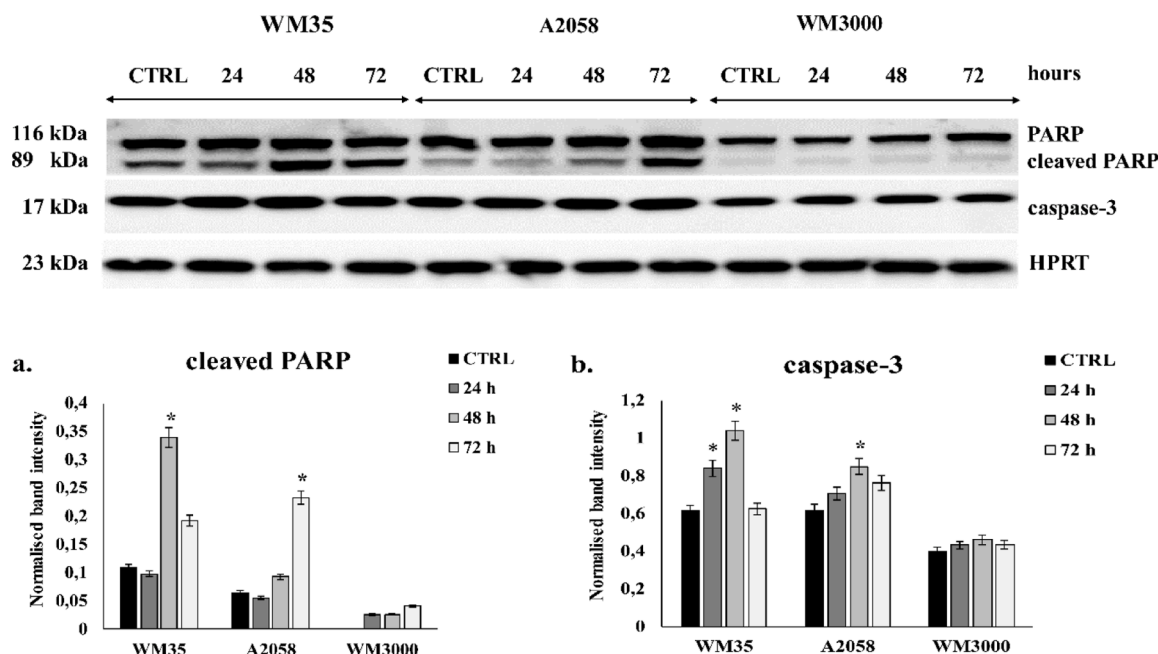 WM35 A2058 WM3000
CTRL 24 48 72 CTRL 24 48 72 CTRL 24 48 72 hours
116 kDa PARP
89 kDa cleaved PARP
17 kDa caspase-3
23 kDa HPRT
a. cleaved PARP
CTRL
24 h
48 h
72 h
Normalised band intensity
0,4
0,35
0,3
0,25
0,2
0,15
0,1
0,05
0
*
*
WM35 A2058 WM3000
b. caspase-3
CTRL
24 h
48 h
72 h
Normalised band intensity
1,2
1
0,8
0,6
0,4
0,2
0
* * *
WM35 A2058 WM3000